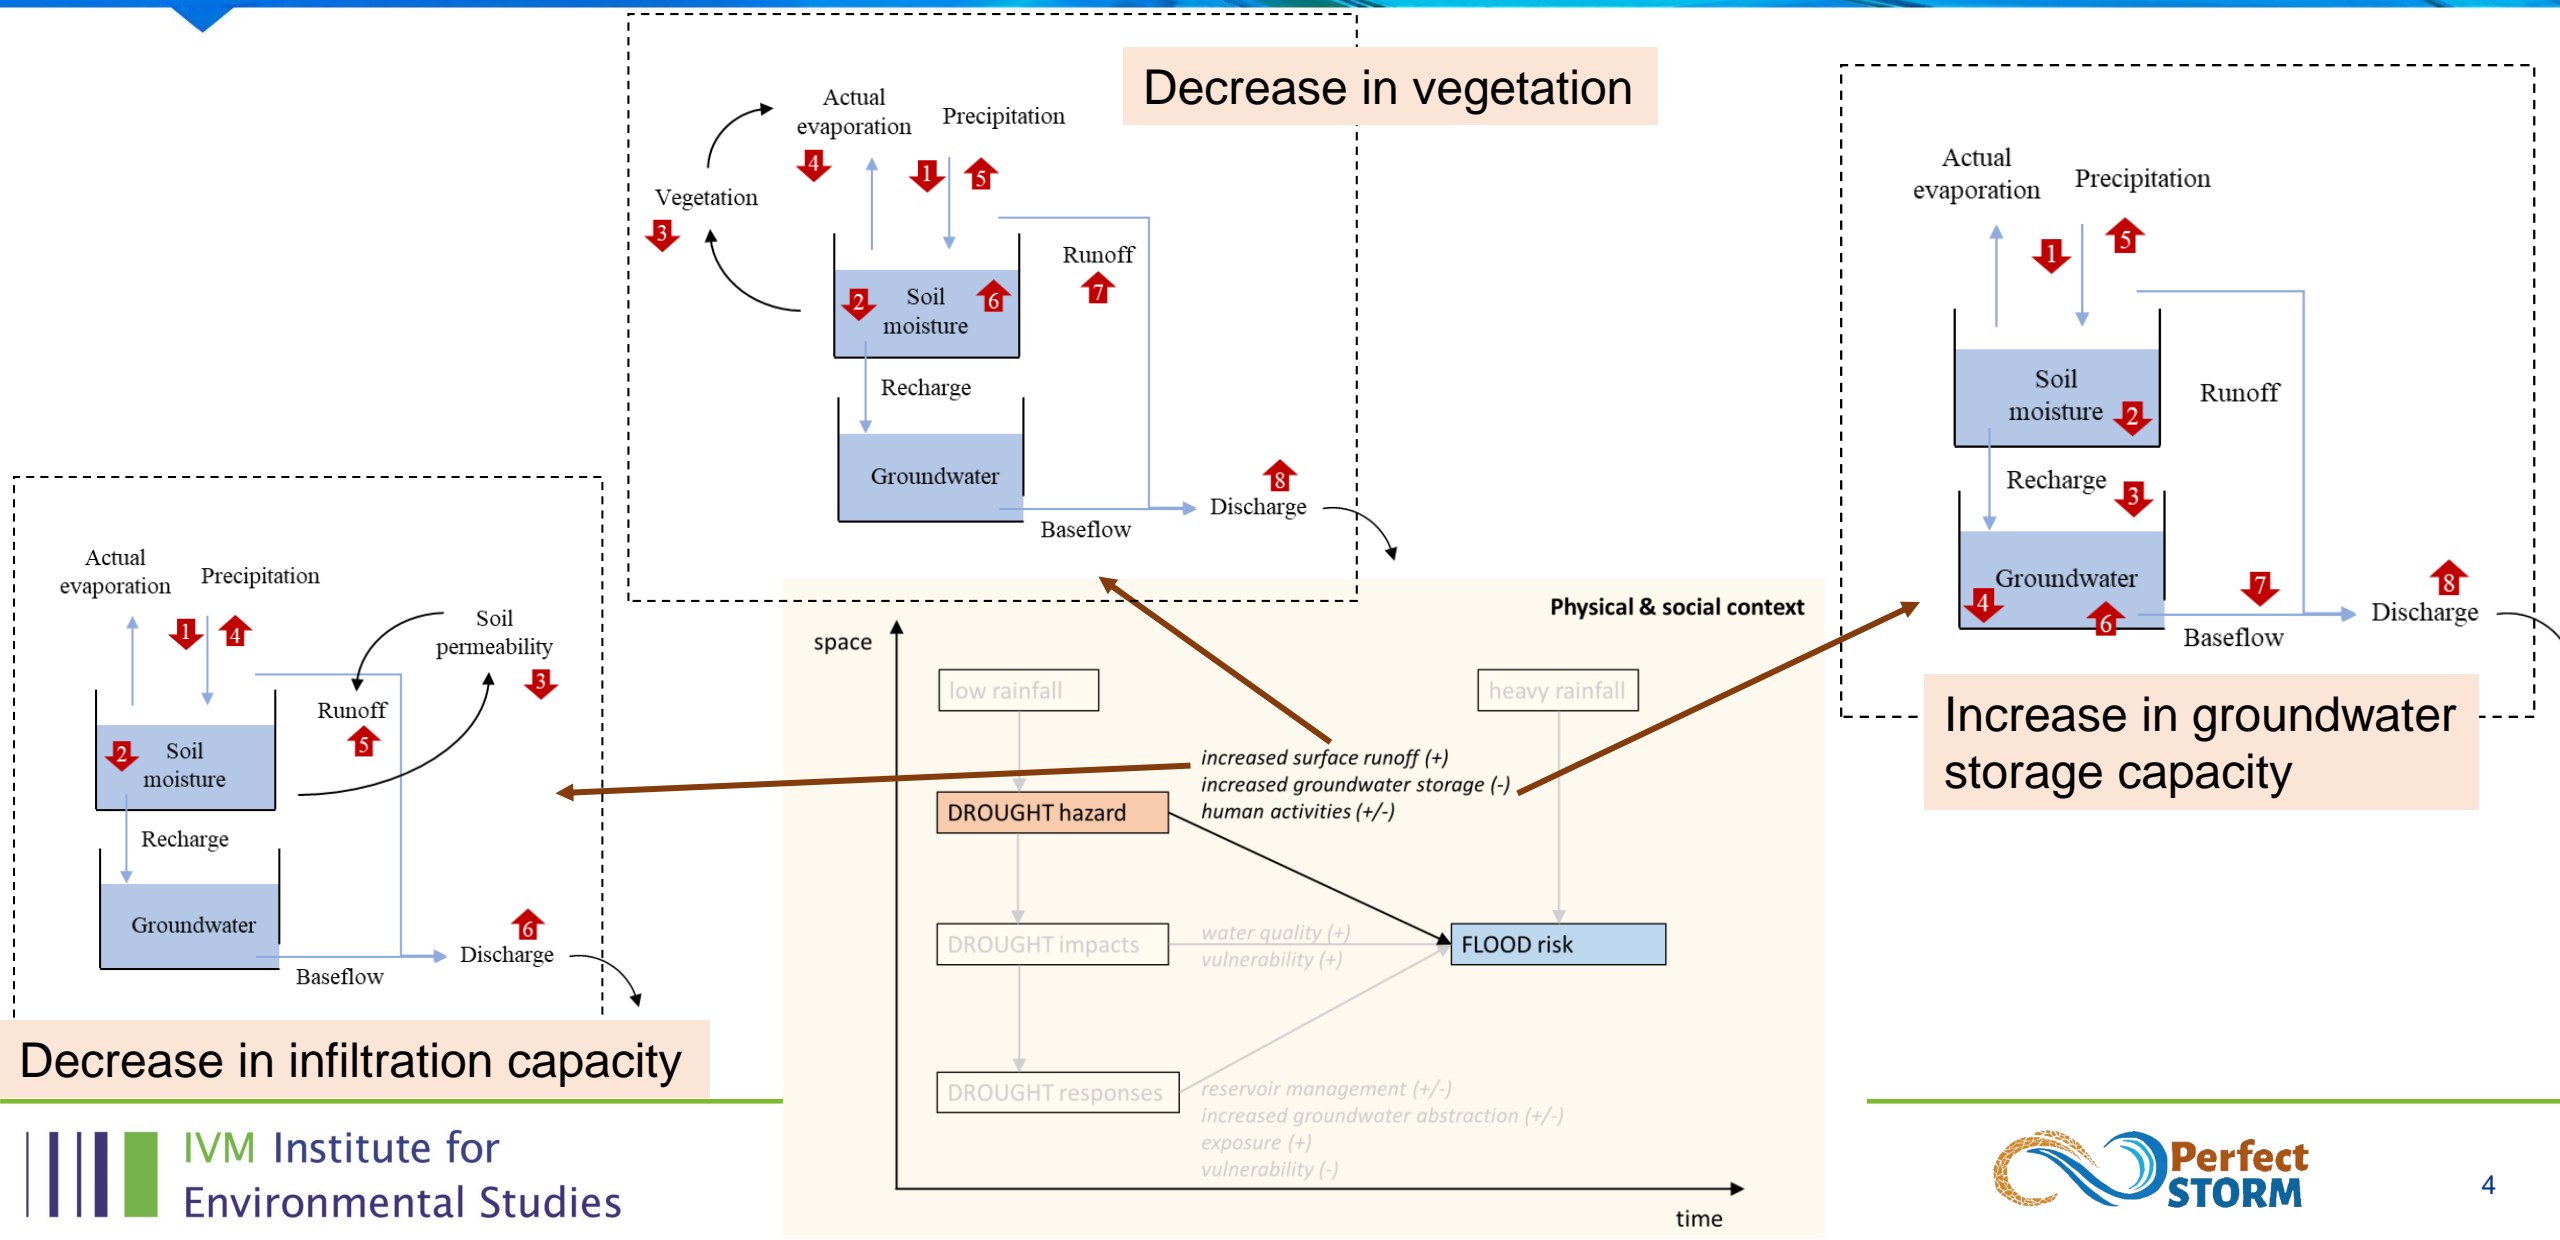 Decrease in vegetation
Actual
evaporation
Precipitation
4
1
5
Vegetation
3
Runoff
7
2
Soil
moisture
6
Recharge
Groundwater
8
Discharge
Baseflow
Actual
evaporation
Precipitation
1
5
Soil
moisture
2
Runoff
Recharge
3
Groundwater
4
6
7
8
Discharge
Baseflow
Increase in groundwater
storage capacity
Actual
evaporation
Precipitation
1
4
Soil
permeability
3
Runoff
5
2
Soil
moisture
Recharge
Groundwater
6
Discharge
Baseflow
Decrease in infiltration capacity
Physical & social context
space
low rainfall
heavy rainfall
increased surface runoff (+)
increased groundwater storage (-)
human activities (+/-)
DROUGHT hazard
DROUGHT impacts
water quality (+)
vulnerability (+)
FLOOD risk
DROUGHT responses
reservoir management (+/-)
increased groundwater abstraction (+/-)
exposure (+)
vulnerability (-)
time
IVM Institute for
Environmental Studies
Perfect
STORM
4